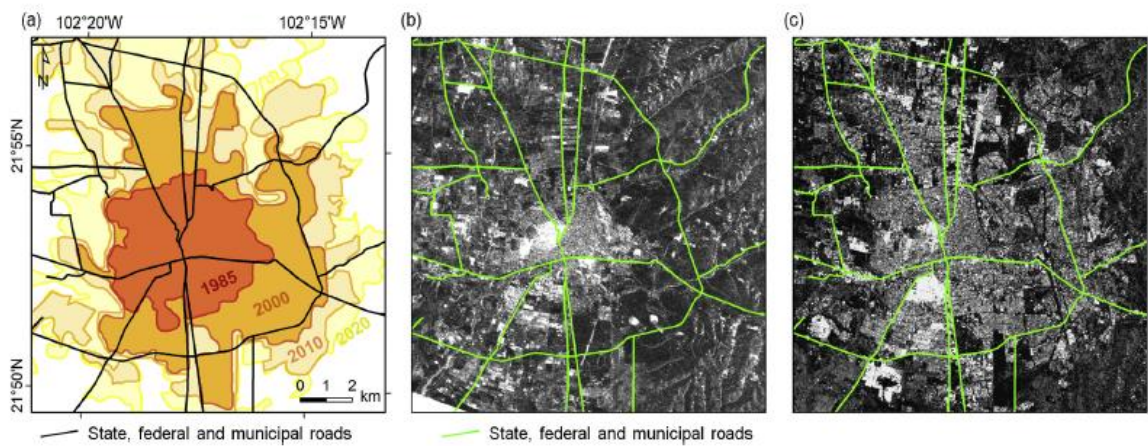 (a)
102°20'W
102°15'W
(b)
(c)
N
21°55'N
1985
2000
2010
2020
21°50'N
0 1 2
km
State, federal and municipal roads
State, federal and municipal roads